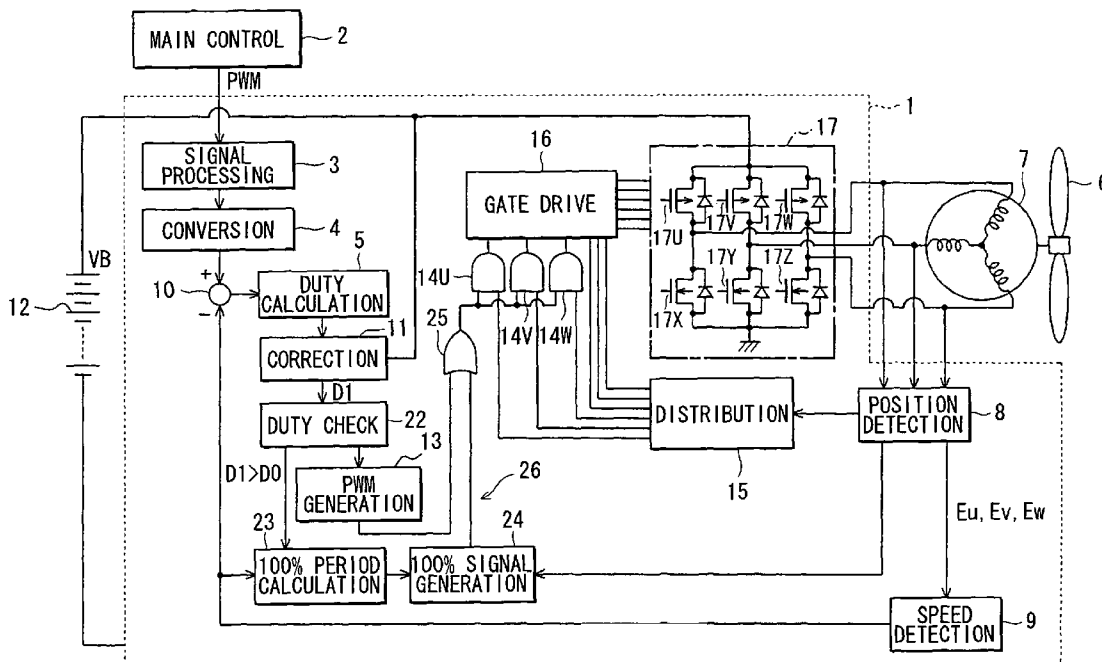 MAIN CONTROL
2
PWM
1
SIGNAL
PROCESSING
3
CONVERSION
4
16
GATE DRIVE
17
7
6
17U
17V
17W
17X
17Y
17Z
VB
12
+
10
-
5
DUTY
CALCULATION
11
CORRECTION
D1
DUTY CHECK
22
14U
14V
14W
25
DISTRIBUTION
15
POSITION
DETECTION
8
D1>D0
13
PWM
GENERATION
26
Eu, Ev, Ew
23
100% PERIOD
CALCULATION
24
100% SIGNAL
GENERATION
SPEED
DETECTION
9